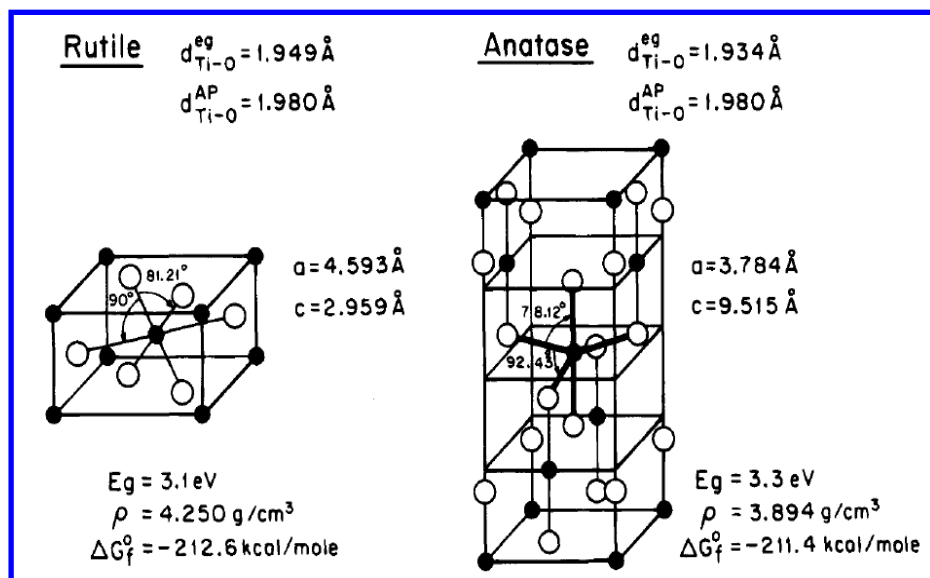 Rutile
d^eg_Ti-O = 1.949 Å
d^AP_Ti-O = 1.980 Å
81.21°
90°
a = 4.593 Å
c = 2.959 Å
Eg = 3.1 eV
ρ = 4.250 g/cm³
ΔG°f = -212.6 kcal/mole
Anatase
d^eg_Ti-O = 1.934 Å
d^AP_Ti-O = 1.980 Å
78.12°
92.43°
a = 3.784 Å
c = 9.515 Å
Eg = 3.3 eV
ρ = 3.894 g/cm³
ΔG°f = -211.4 kcal/mole